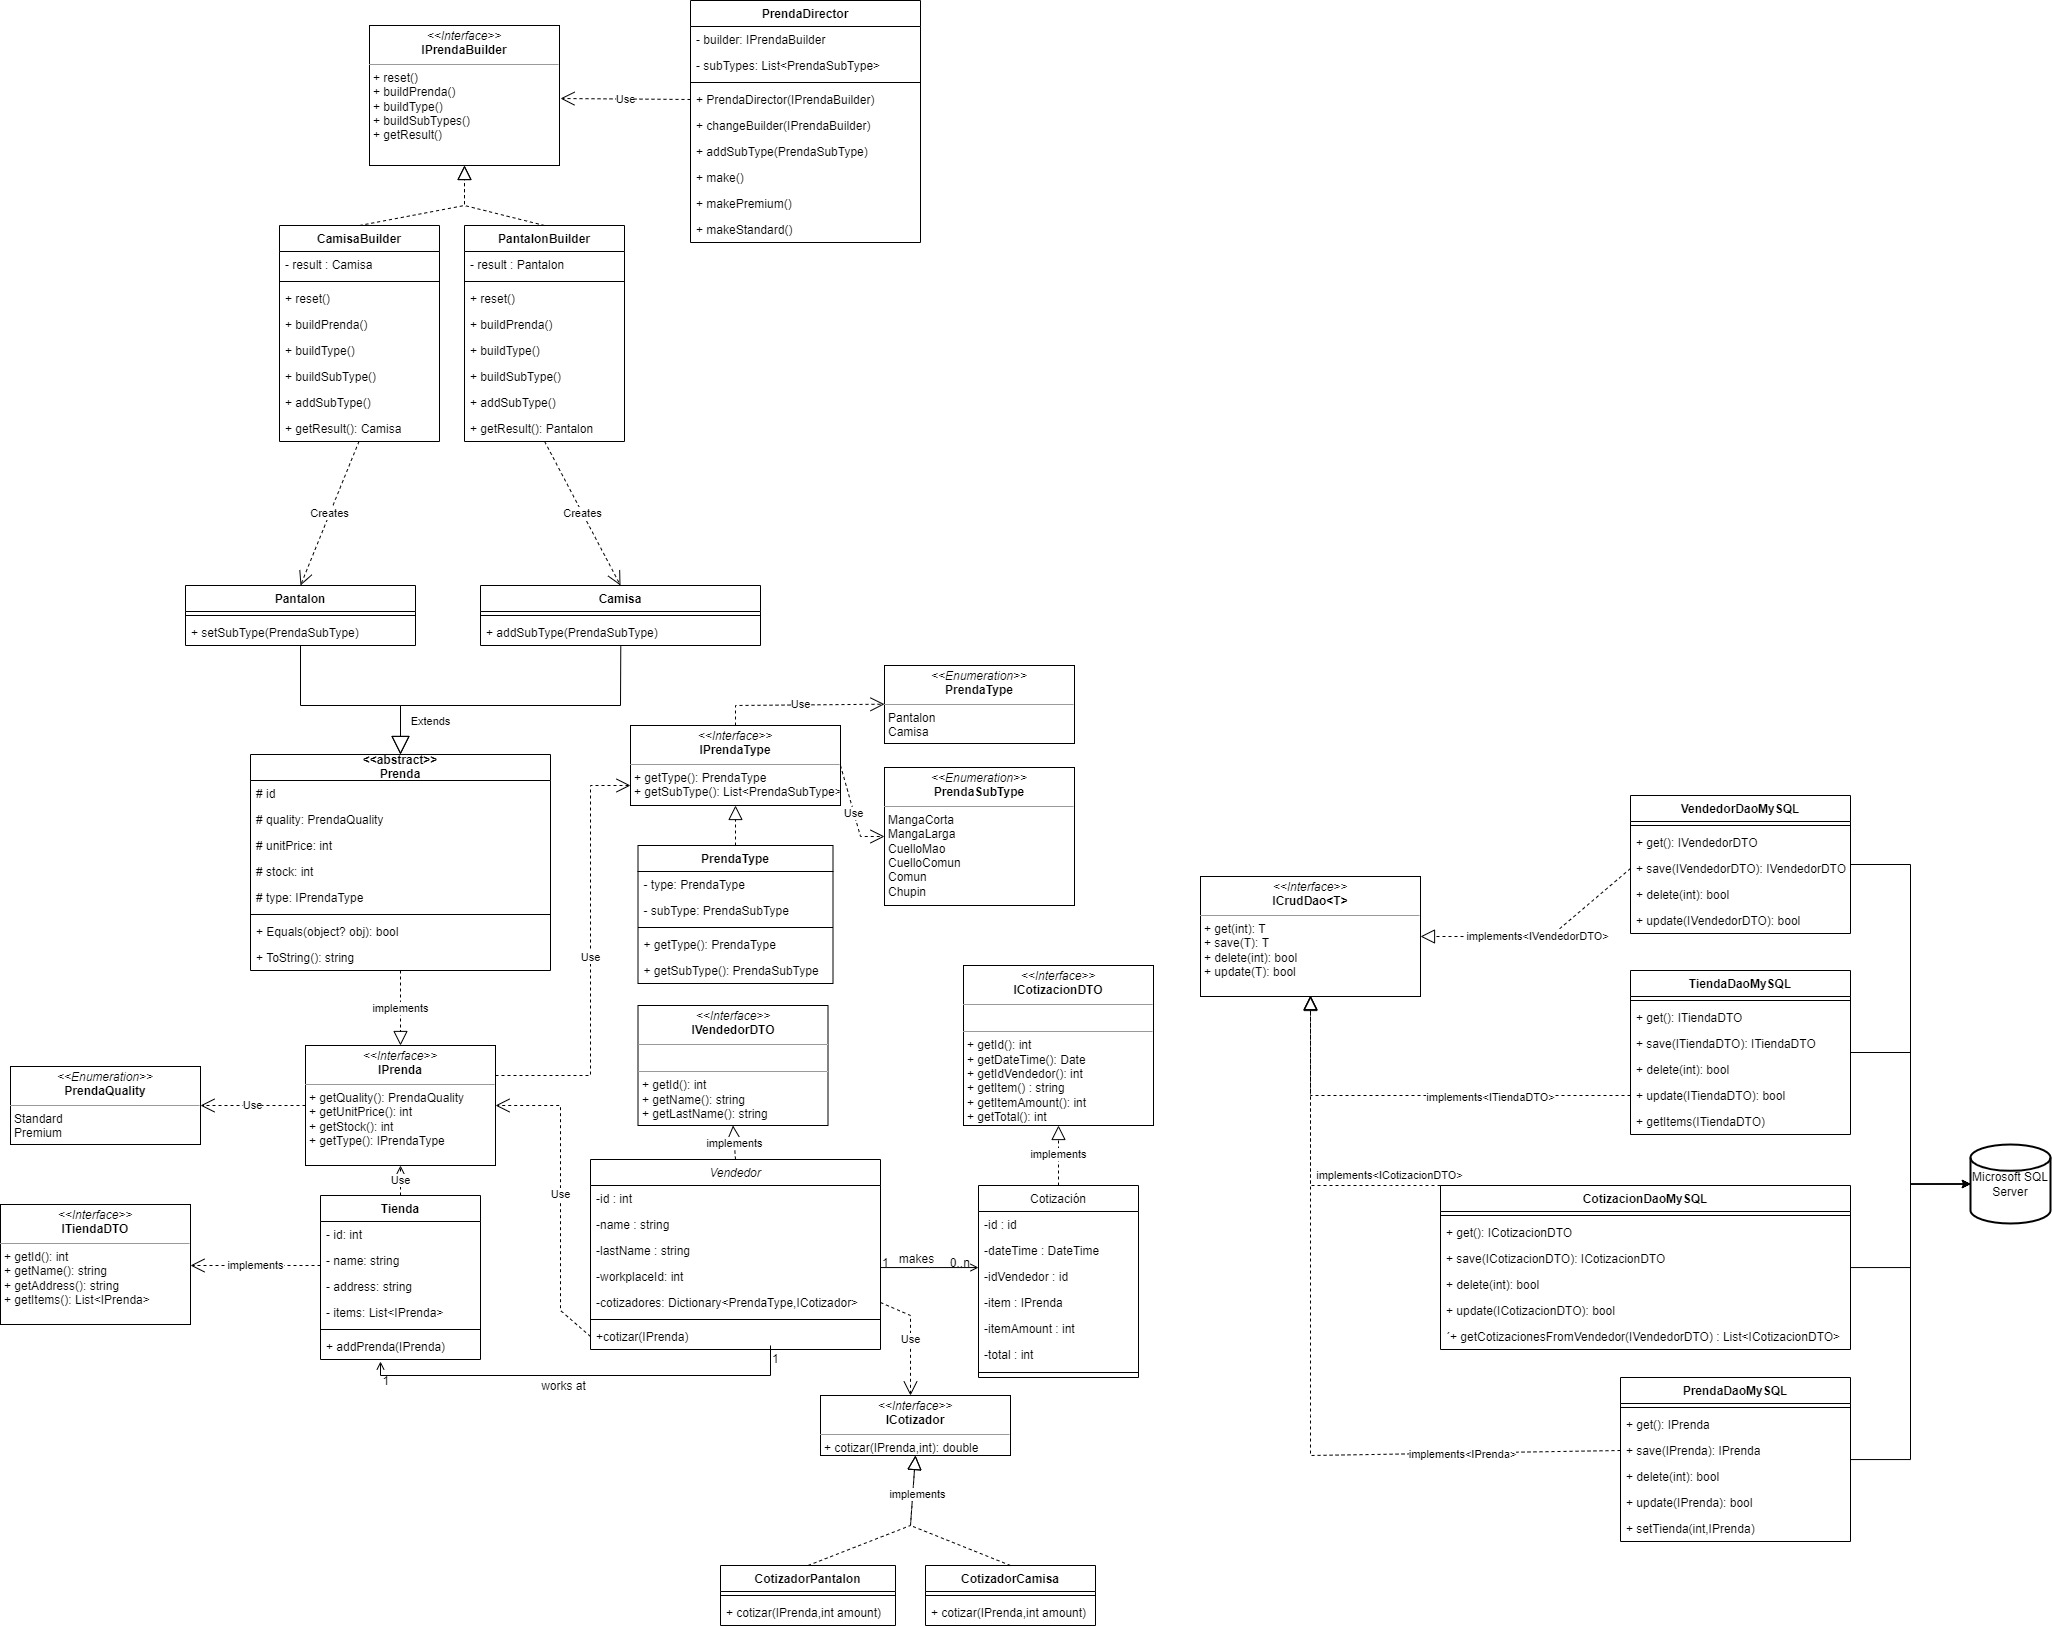 <<Interface>>
IPrendaBuilder
+ reset()
+ buildPrenda()
+ buildType()
+ buildSubTypes()
+ getResult()
Use
PrendaDirector
- builder: IPrendaBuilder
- subTypes: List<PrendaSubType>
+ PrendaDirector(IPrendaBuilder)
+ changeBuilder(IPrendaBuilder)
+ addSubType(PrendaSubType)
+ make()
+ makePremium()
+ makeStandard()
CamisaBuilder
- result : Camisa
+ reset()
+ buildPrenda()
+ buildType()
+ buildSubType()
+ addSubType()
+ getResult(): Camisa
PantalonBuilder
- result : Pantalon
+ reset()
+ buildPrenda()
+ buildType()
+ buildSubType()
+ addSubType()
+ getResult(): Pantalon
Creates
Creates
Pantalon
+ setSubType(PrendaSubType)
Camisa
+ addSubType(PrendaSubType)
Extends
<<abstract>>
Prenda
# id
# quality: PrendaQuality
# unitPrice: int
# stock: int
# type: IPrendaType
+ Equals(object? obj): bool
+ ToString(): string
implements
<<Interface>>
IPrendaType
+ getType(): PrendaType
+ getSubType(): List<PrendaSubType>
Use
<<Enumeration>>
PrendaType
Pantalon
Camisa
Use
<<Enumeration>>
PrendaSubType
MangaCorta
MangaLarga
CuelloMao
CuelloComun
Comun
Chupin
PrendaType
- type: PrendaType
- subType: PrendaSubType
+ getType(): PrendaType
+ getSubType(): PrendaSubType
Use
<<Interface>>
IPrenda
+ getQuality(): PrendaQuality
+ getUnitPrice(): int
+ getStock(): int
+ getType(): IPrendaType
Use
<<Enumeration>>
PrendaQuality
Standard
Premium
<<Interface>>
IVendedorDTO
+ getId(): int
+ getName(): string
+ getLastName(): string
implements
<<Interface>>
ICotizacionDTO
+ getId(): int
+ getDateTime(): Date
+ getIdVendedor(): int
+ getItem() : string
+ getItemAmount(): int
+ getTotal(): int
implements
Use
Tienda
- id: int
- name: string
- address: string
- items: List<IPrenda>
+ addPrenda(IPrenda)
implements
<<Interface>>
ITiendaDTO
+ getId(): int
+ getName(): string
+ getAddress(): string
+ getItems(): List<IPrenda>
Use
Vendedor
-id : int
-name : string
-lastName : string
-workplaceId: int
-cotizadores: Dictionary<PrendaType,ICotizador>
+cotizar(IPrenda)
1
makes
0..n
Cotización
-id : id
-dateTime : DateTime
-idVendedor : id
-item : IPrenda
-itemAmount : int
-total : int
1
works at
1
Use
<<Interface>>
ICotizador
+ cotizar(IPrenda,int): double
implements
CotizadorPantalon
+ cotizar(IPrenda,int amount)
CotizadorCamisa
+ cotizar(IPrenda,int amount)
<<Interface>>
ICrudDao<T>
+ get(int): T
+ save(T): T
+ delete(int): bool
+ update(T): bool
implements<IVendedorDTO>
VendedorDaoMySQL
+ get(): IVendedorDTO
+ save(IVendedorDTO): IVendedorDTO
+ delete(int): bool
+ update(IVendedorDTO): bool
implements<ITiendaDTO>
TiendaDaoMySQL
+ get(): ITiendaDTO
+ save(ITiendaDTO): ITiendaDTO
+ delete(int): bool
+ update(ITiendaDTO): bool
+ getItems(ITiendaDTO)
implements<ICotizacionDTO>
CotizacionDaoMySQL
+ get(): ICotizacionDTO
+ save(ICotizacionDTO): ICotizacionDTO
+ delete(int): bool
+ update(ICotizacionDTO): bool
´+ getCotizacionesFromVendedor(IVendedorDTO) : List<ICotizacionDTO>
implements<IPrenda>
PrendaDaoMySQL
+ get(): IPrenda
+ save(IPrenda): IPrenda
+ delete(int): bool
+ update(IPrenda): bool
+ setTienda(int,IPrenda)
Microsoft SQL
Server